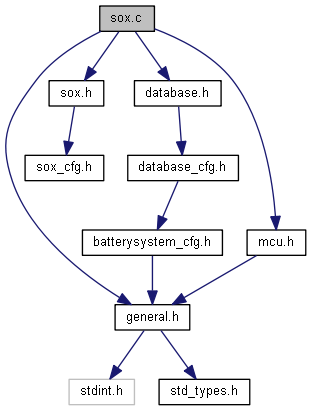 sox.c
sox.h
database.h
sox_cfg.h
database_cfg.h
batterysystem_cfg.h
mcu.h
general.h
stdint.h
std_types.h